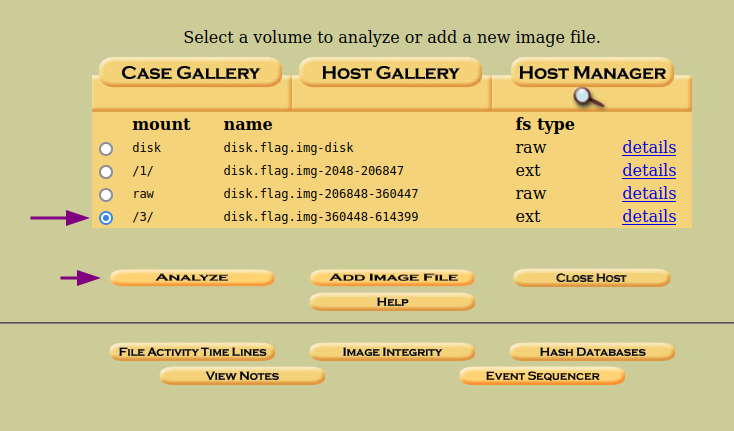 Select a volume to analyze or add a new image file.
CASE GALLERY HOST GALLERY HOST MANAGER
mount name fs type
disk disk.flag.img-disk raw details
/1/ disk.flag.img-2048-206847 ext details
raw disk.flag.img-206848-360447 raw details
/3/ disk.flag.img-360448-614399 ext details
ANALYZE ADD IMAGE FILE CLOSE HOST
HELP
FILE ACTIVITY TIME LINES IMAGE INTEGRITY HASH DATABASES
VIEW NOTES EVENT SEQUENCER